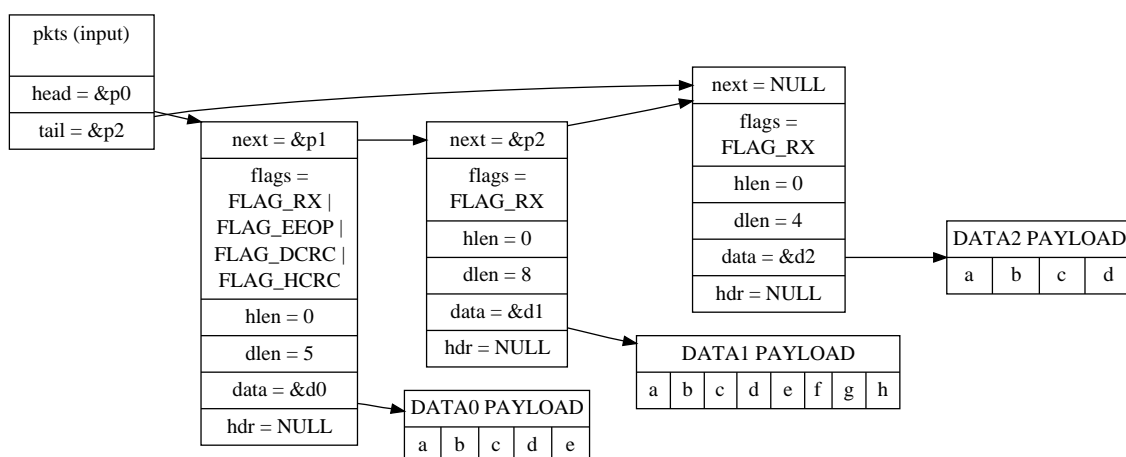 pkts (input)
head = &p0
tail = &p2
next = &p1
flags =
FLAG_RX |
FLAG_EEOP |
FLAG_DCRC |
FLAG_HCRC
hlen = 0
dlen = 5
data = &d0
hdr = NULL
DATA0 PAYLOAD
a b c d e
next = &p2
flags =
FLAG_RX
hlen = 0
dlen = 8
data = &d1
hdr = NULL
DATA1 PAYLOAD
a b c d e f g h
next = NULL
flags =
FLAG_RX
hlen = 0
dlen = 4
data = &d2
hdr = NULL
DATA2 PAYLOAD
a b c d